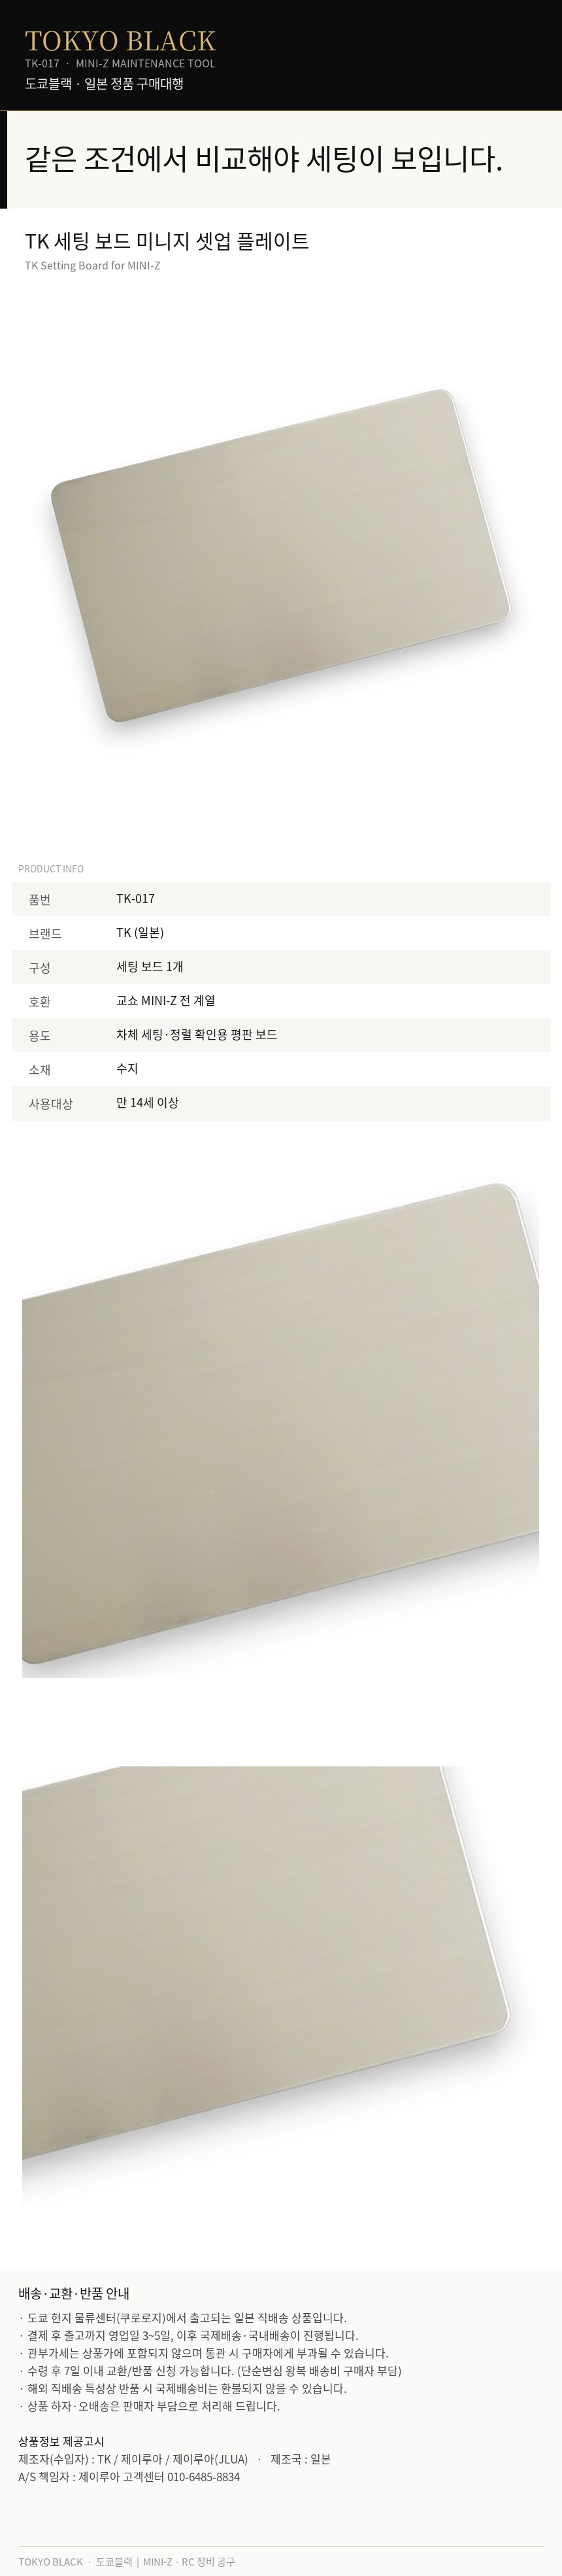 TOKYO BLACK
TK-017 · MINI-Z MAINTENANCE TOOL
도쿄블랙 · 일본 정품 구매대행
같은 조건에서 비교해야 세팅이 보입니다.
TK 세팅 보드 미니지 셋업 플레이트
TK Setting Board for MINI-Z
PRODUCT INFO
품번 TK-017
브랜드 TK (일본)
구성 세팅 보드 1개
호환 교쇼 MINI-Z 전 계열
용도 차체 세팅·정렬 확인용 평판 보드
소재 수지
사용대상 만 14세 이상
배송·교환·반품 안내
· 도쿄 현지 물류센터(쿠로로지)에서 출고되는 일본 직배송 상품입니다.
· 결제 후 출고까지 영업일 3~5일, 이후 국제배송·국내배송이 진행됩니다.
· 관부가세는 상품가에 포함되지 않으며 통관 시 구매자에게 부과될 수 있습니다.
· 수령 후 7일 이내 교환/반품 신청 가능합니다. (단순변심 왕복 배송비 구매자 부담)
· 해외 직배송 특성상 반품 시 국제배송비는 환불되지 않을 수 있습니다.
· 상품 하자·오배송은 판매자 부담으로 처리해 드립니다.
상품정보 제공고시
제조자(수입자) : TK / 제이루아 / 제이루아(JLUA) · 제조국 : 일본
A/S 책임자 : 제이루아 고객센터 010-6485-8834
TOKYO BLACK · 도쿄블랙 | MINI-Z · RC 정비 공구